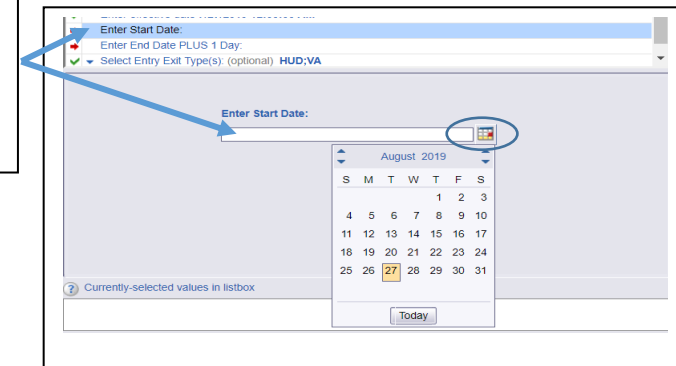 Enter Start Date:
Enter End Date PLUS 1 Day:
Select Entry Exit Type(s): (optional) HUD;VA
Enter Start Date:
August 2019
S M T W T F S
1 2 3
4 5 6 7 8 9 10
11 12 13 14 15 16 17
18 19 20 21 22 23 24
25 26 27 28 29 30 31
? Currently-selected values in listbox
Today